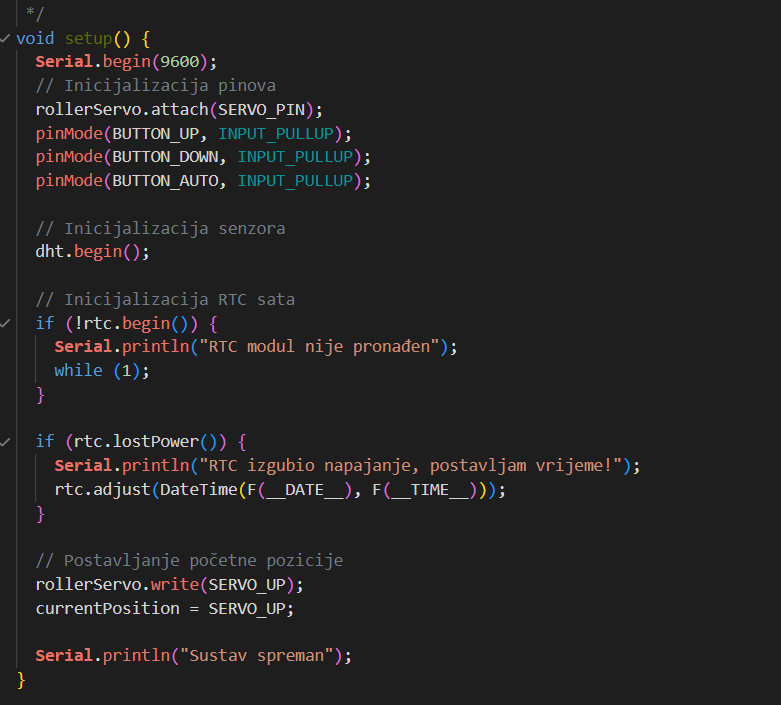 */
void setup() {
Serial.begin(9600);
// Inicijalizacija pinova
rollerServo.attach(SERVO_PIN);
pinMode(BUTTON_UP, INPUT_PULLUP);
pinMode(BUTTON_DOWN, INPUT_PULLUP);
pinMode(BUTTON_AUTO, INPUT_PULLUP);
// Inicijalizacija senzora
dht.begin();
// Inicijalizacija RTC sata
if (!rtc.begin()) {
Serial.println("RTC modul nije pronađen");
while (1);
}
if (rtc.lostPower()) {
Serial.println("RTC izgubio napajanje, postavljam vrijeme!");
rtc.adjust(DateTime(F(__DATE__), F(__TIME__)));
}
// Postavljanje početne pozicije
rollerServo.write(SERVO_UP);
currentPosition = SERVO_UP;
Serial.println("Sustav spreman");
}